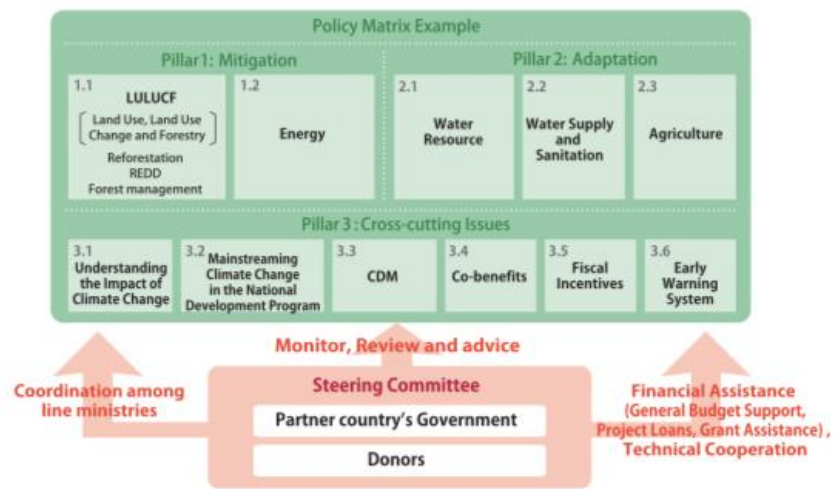 Policy Matrix Example
Pillar1: Mitigation
1.1
LULUCF
[Land Use, Land Use
Change and Forestry]
Reforestation
REDD
Forest management
1.2
Energy
Pillar 2: Adaptation
2.1
Water
Resource
2.2
Water Supply
and
Sanitation
2.3
Agriculture
Pillar 3 : Cross-cutting Issues
3.1
Understanding
the Impact of
Climate Change
3.2
Mainstreaming
Climate Change
in the National
Development Program
3.3
CDM
3.4
Co-benefits
3.5
Fiscal
Incentives
3.6
Early
Warning
System
Monitor, Review and advice
Coordination among
line ministries
Steering Committee
Partner country's Government
Donors
Financial Assistance
(General Budget Support,
Project Loans, Grant Assistance) ,
Technical Cooperation